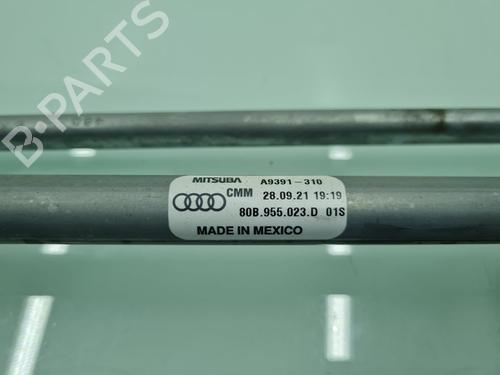 B-PARTS
MITSUBA A9391-310
CMM 28.09.21 19:19
80B.955.023.D 01S
MADE IN MEXICO